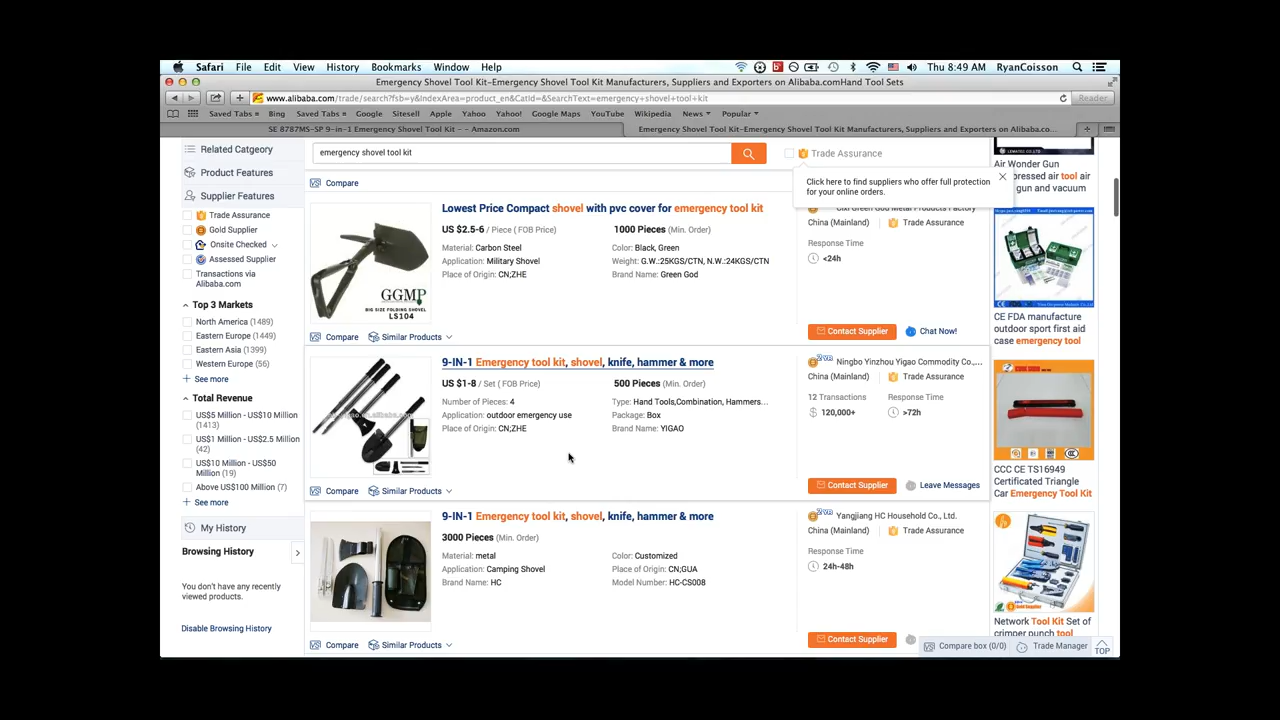 Safari File Edit View History Bookmarks Window Help Thu 8:49 AM RyanCoisson
Emergency Shovel Tool Kit-Emergency Shovel Tool Kit Manufacturers, Suppliers and Exporters on Alibaba.comHand Tool Sets
www.alibaba.com/trade/search?fsb=y&IndexArea=product_en&CatId=&SearchText=emergency+shovel+tool+kit Reader
Saved Tabs Saved Tabs Google Sitesell Apple Yahoo Yahoo! Google Maps YouTube Wikipedia News Popular
SE 8787MS-SP 9-in-1 Emergency Shovel Tool Kit - - Amazon.com
Emergency Shovel Tool Kit-Emergency Shovel Tool Kit Manufacturers, Suppliers and Exporters on Alibaba.co...
Related Catgeory
Product Features
Supplier Features
Trade Assurance
Gold Supplier
Onsite Checked
Assessed Supplier
Transactions via
Alibaba.com
Top 3 Markets
North America (1489)
Eastern Europe (1449)
Eastern Asia (1399)
Western Europe (56)
See more
Total Revenue
US$5 Million - US$10 Million
(1413)
US$1 Million - US$2.5 Million
(42)
US$10 Million - US$50
Million (19)
Above US$100 Million (7)
See more
My History
Browsing History
You don't have any recently
viewed products.
Disable Browsing History
emergency shovel tool kit
Trade Assurance
Click here to find suppliers who offer full protection
for your online orders.
Compare
Lowest Price Compact shovel with pvc cover for emergency tool kit
US $2.5-6 / Piece ( FOB Price) 1000 Pieces (Min. Order)
Material: Carbon Steel Color: Black, Green
Application: Military Shovel Weight: G.W.:25KGS/CTN, N.W.:24KGS/CTN
Place of Origin: CN;ZHE Brand Name: Green God
GGMP
BIG SIZE FOLDING SHOVEL
LS104
China (Mainland) Trade Assurance
Response Time
<24h
Compare Similar Products
Contact Supplier Chat Now!
9-IN-1 Emergency tool kit, shovel, knife, hammer & more
US $1-8 / Set ( FOB Price) 500 Pieces (Min. Order)
Number of Pieces: 4 Type: Hand Tools,Combination, Hammers...
Application: outdoor emergency use Package: Box
Place of Origin: CN;ZHE Brand Name: YIGAO
Ningbo Yinzhou Yigao Commodity Co.,...
China (Mainland) Trade Assurance
12 Transactions Response Time
120,000+ >72h
Compare Similar Products
Contact Supplier Leave Messages
9-IN-1 Emergency tool kit, shovel, knife, hammer & more
3000 Pieces (Min. Order)
Material: metal Color: Customized
Application: Camping Shovel Place of Origin: CN;GUA
Brand Name: HC Model Number: HC-CS008
Yangjiang HC Household Co., Ltd.
China (Mainland) Trade Assurance
Response Time
24h-48h
Compare Similar Products
Contact Supplier
Air Wonder Gun
gun and vacuum
CE FDA manufacture
outdoor sport first aid
case emergency tool kit
CCC CE TS16949
Certificated Triangle
Car Emergency Tool Kit
Network Tool Kit Set of
crimper punch tool
Compare box (0/0) Trade Manager TOP